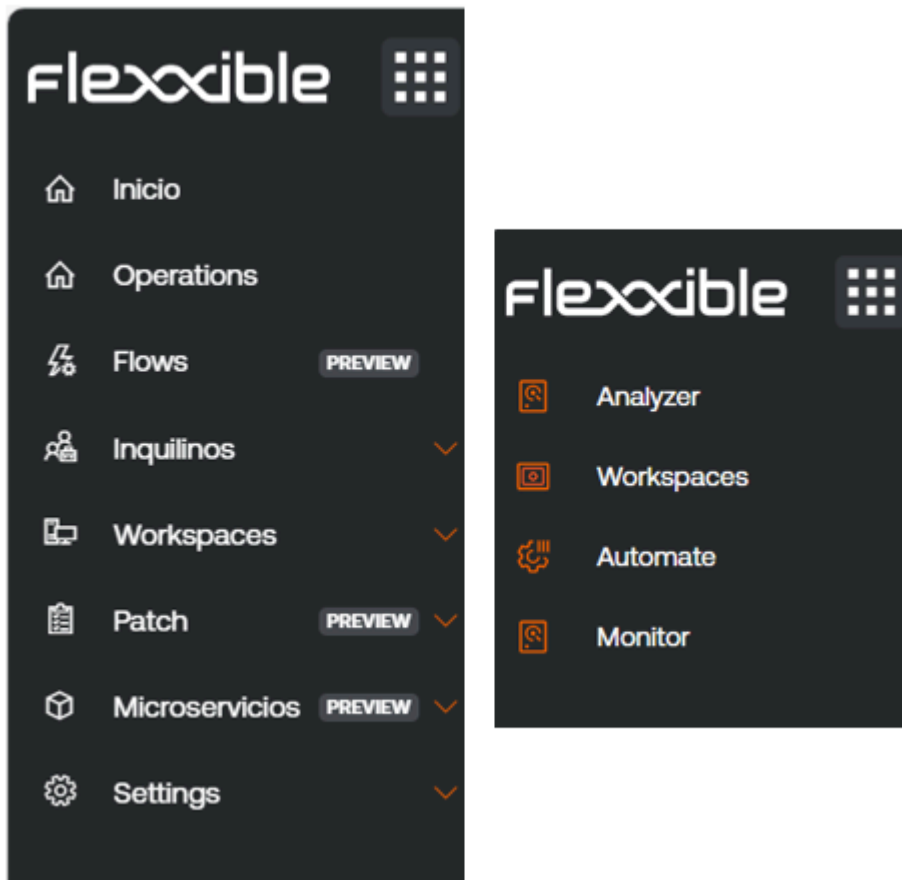 Flexxible
Inicio
Operations
Flows PREVIEW
Inquilinos
Workspaces
Patch PREVIEW
Microservicios PREVIEW
Settings
Flexxible
Analyzer
Workspaces
Automate
Monitor